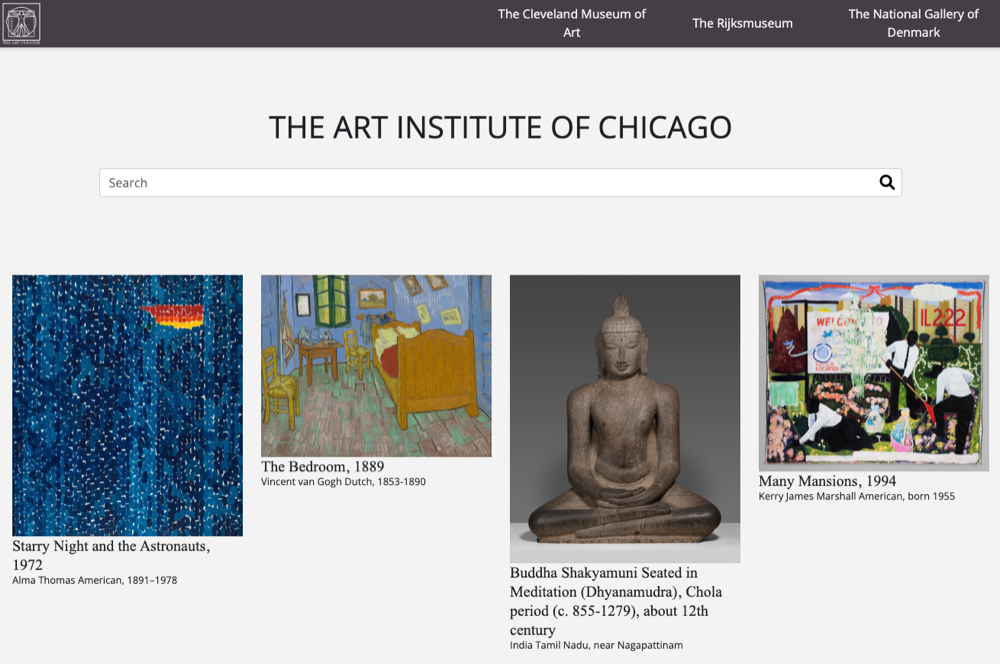 THE ART CURATOR
The Cleveland Museum of
Art
The Rijksmuseum
The National Gallery of
Denmark
THE ART INSTITUTE OF CHICAGO
Search
Starry Night and the Astronauts,
1972
Alma Thomas American, 1891–1978
The Bedroom, 1889
Vincent van Gogh Dutch, 1853-1890
Buddha Shakyamuni Seated in
Meditation (Dhyanamudra), Chola
period (c. 855-1279), about 12th
century
India Tamil Nadu, near Nagapattinam
WELCOME TO
IL222
Many Mansions, 1994
Kerry James Marshall American, born 1955